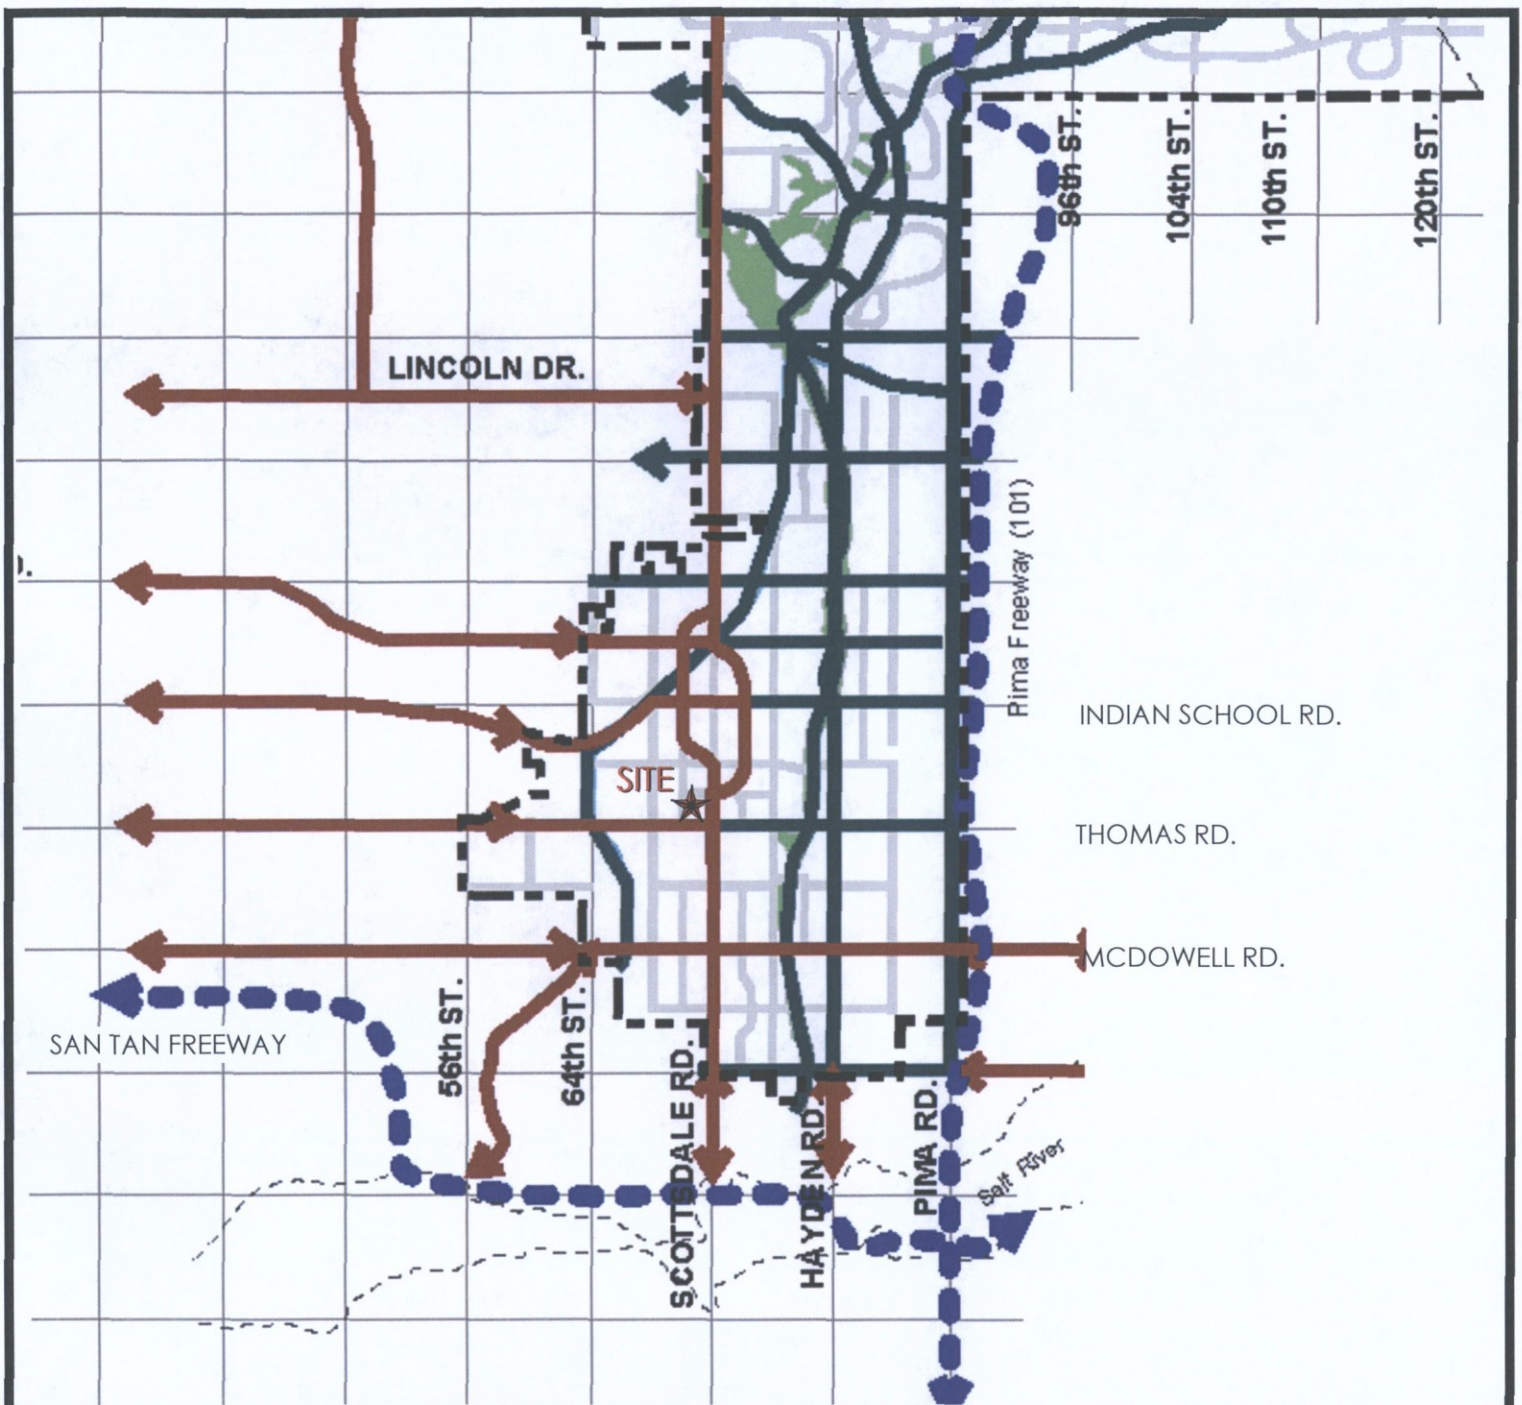 96th ST.
104th ST.
110th ST.
120th ST.
LINCOLN DR.
Pima Freeway (101)
INDIAN SCHOOL RD.
SITE
THOMAS RD.
MCDOWELL RD.
SAN TAN FREEWAY
56th ST.
64th ST.
SCOTTSDALE RD.
HAYDEN RD.
PIMA RD.
Salt River